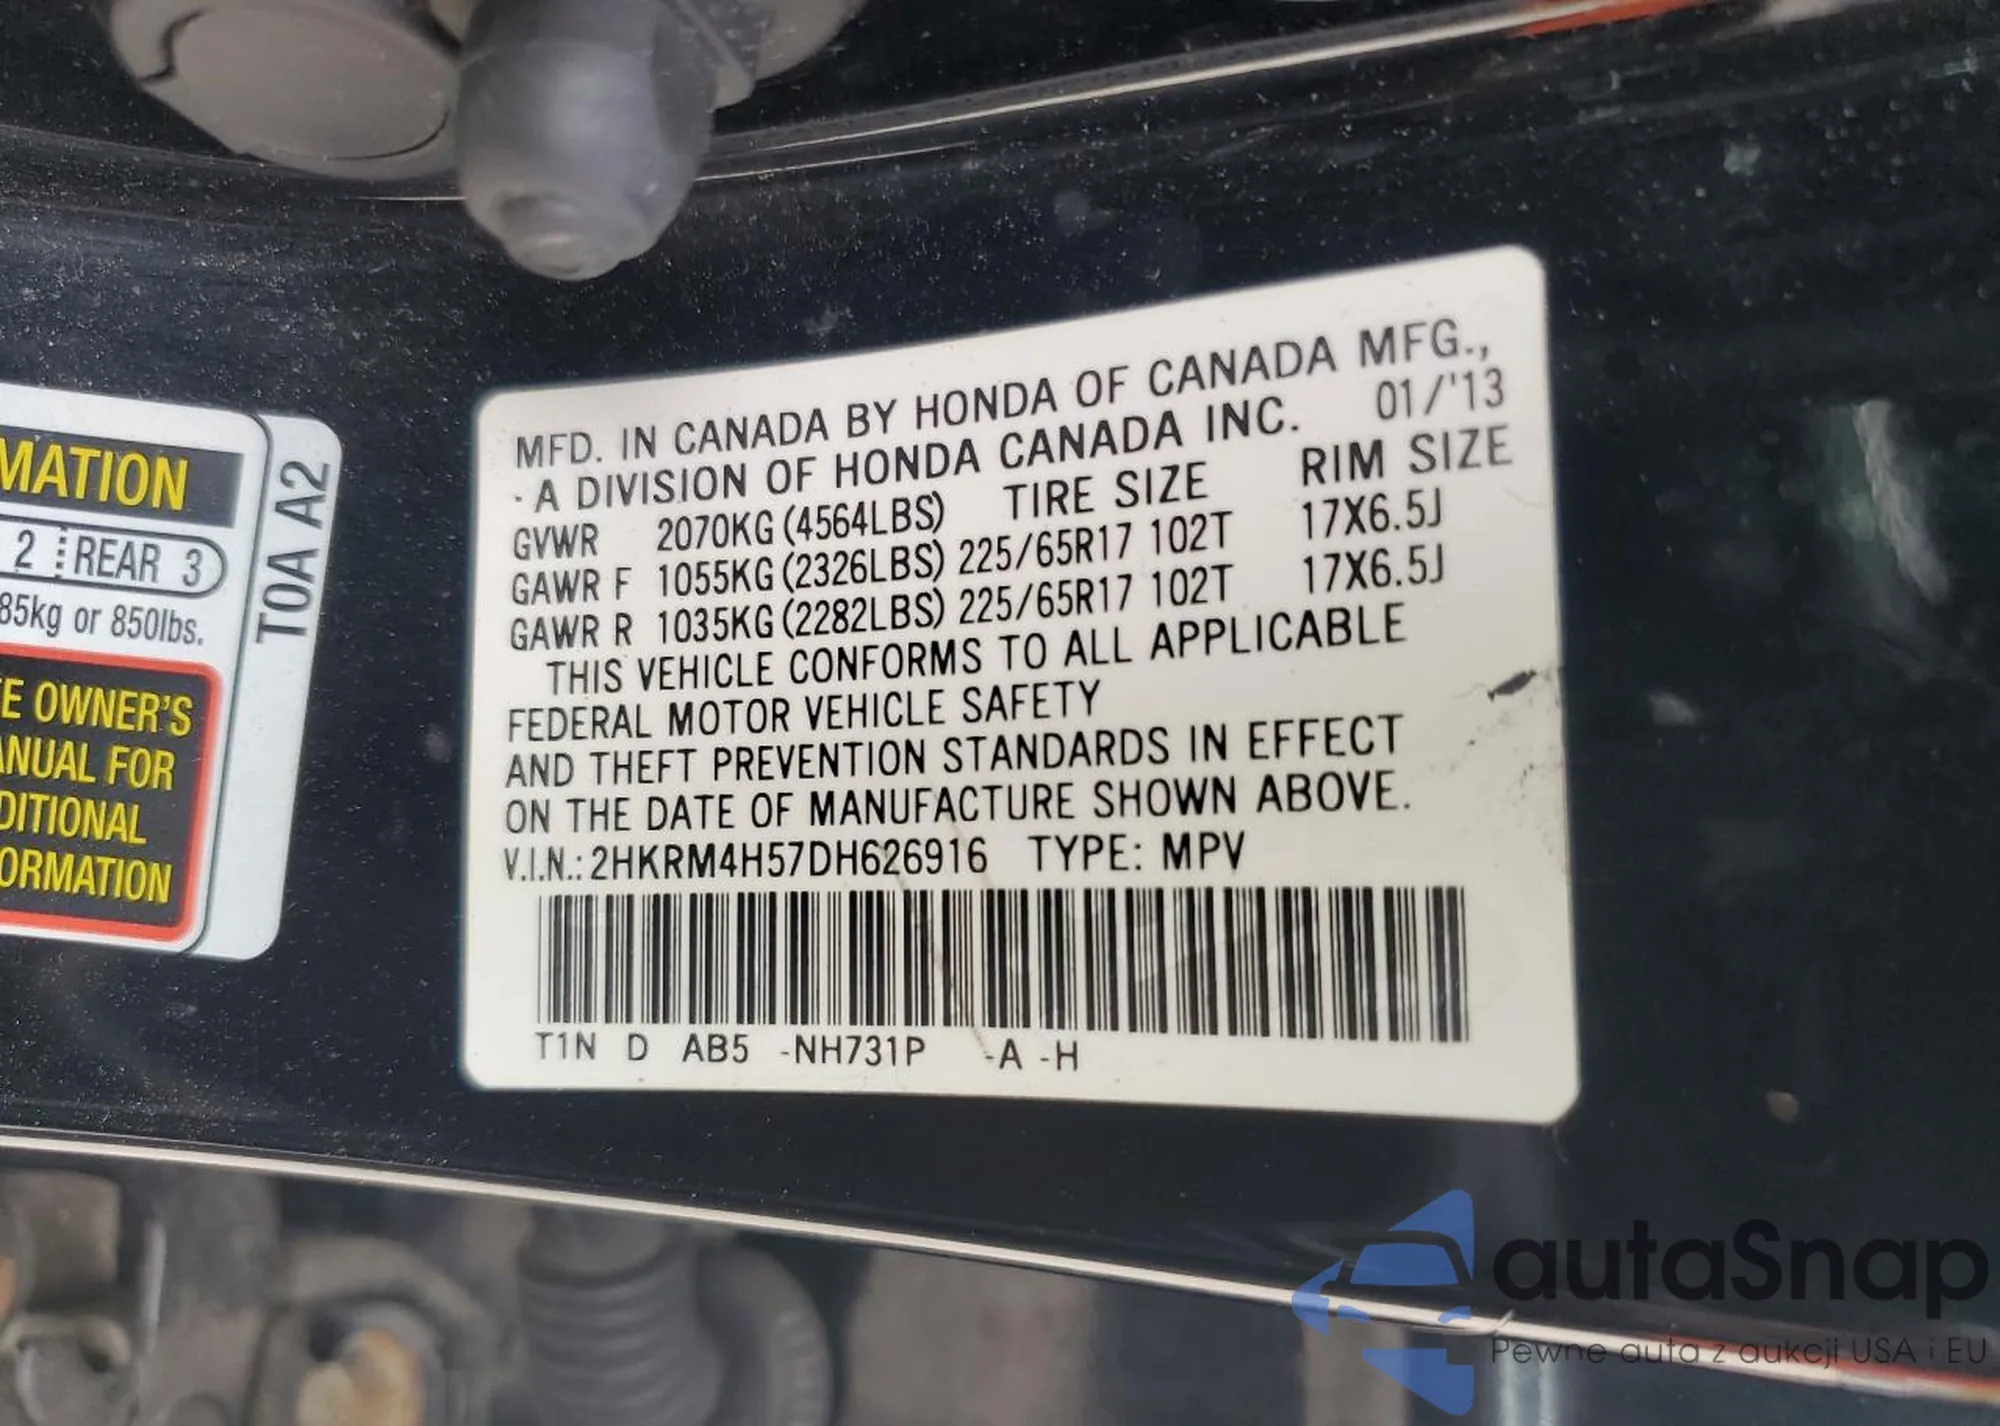 MATION
2 REAR 3
85kg or 850lbs.
E OWNER'S
ANUAL FOR
DITIONAL
ORMATION
T0A A2
MFD. IN CANADA BY HONDA OF CANADA MFG.,
- A DIVISION OF HONDA CANADA INC. 01/'13
GVWR 2070KG (4564LBS) TIRE SIZE RIM SIZE
GAWR F 1055KG (2326LBS) 225/65R17 102T 17X6.5J
GAWR R 1035KG (2282LBS) 225/65R17 102T 17X6.5J
THIS VEHICLE CONFORMS TO ALL APPLICABLE
FEDERAL MOTOR VEHICLE SAFETY
AND THEFT PREVENTION STANDARDS IN EFFECT
ON THE DATE OF MANUFACTURE SHOWN ABOVE.
V.I.N.: 2HKRM4H57DH626916 TYPE: MPV
T1N D AB5 -NH731P -A -H
autaSnap
Pewne auta z aukcji USA i EU